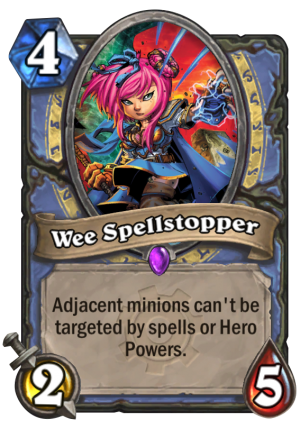 4
Wee Spellstopper
Adjacent minions can't be
targeted by spells or Hero
Powers.
2
5